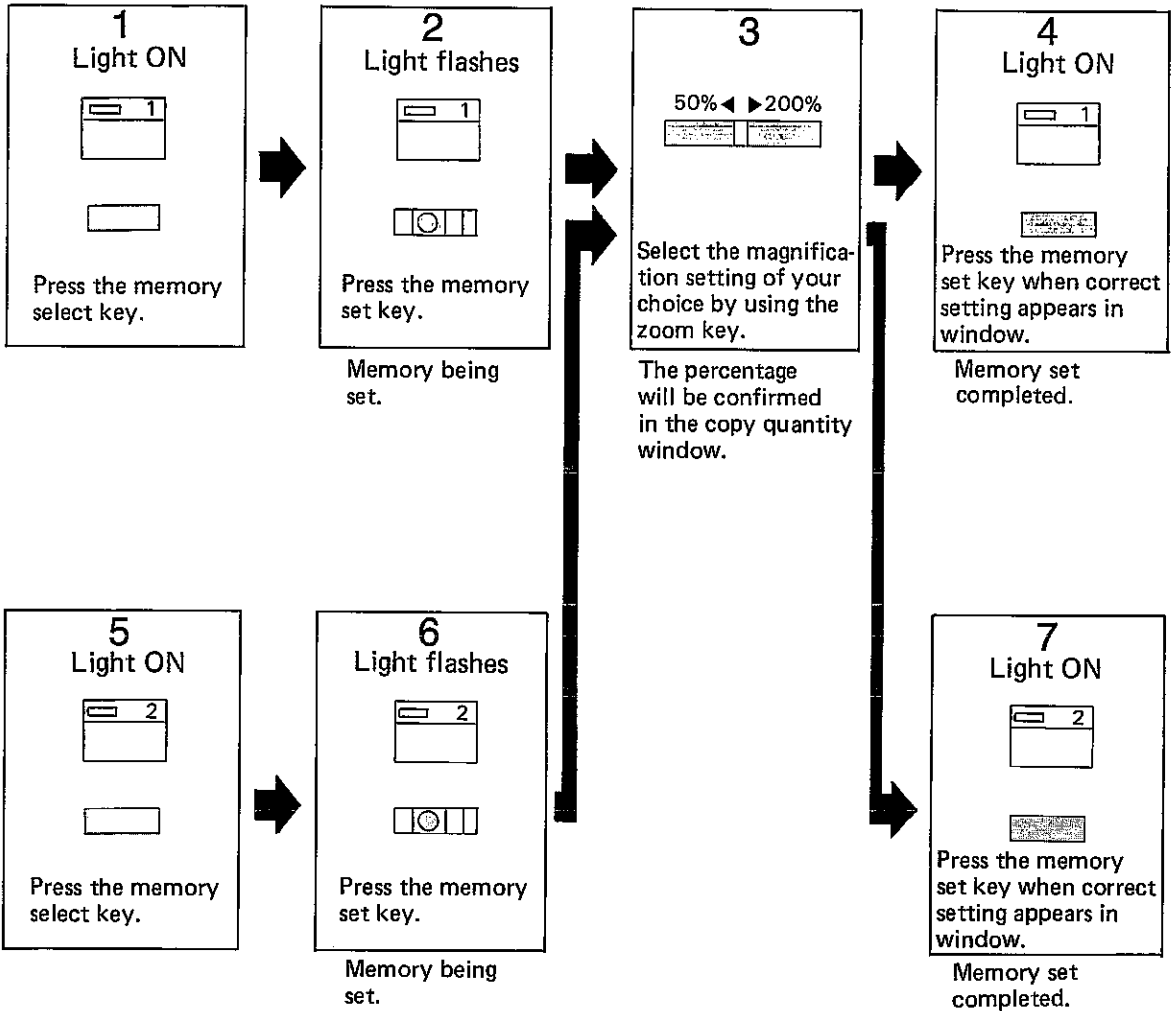 1
Light ON
1
Press the memory
select key.
2
Light flashes
1
Press the memory
set key.
Memory being
set.
3
50%◀ ▶200%
Select the magnifica-
tion setting of your
choice by using the
zoom key.
The percentage
will be confirmed
in the copy quantity
window.
4
Light ON
1
Press the memory
set key when correct
setting appears in
window.
Memory set
completed.
5
Light ON
2
Press the memory
select key.
6
Light flashes
2
Press the memory
set key.
Memory being
set.
7
Light ON
2
Press the memory
set key when correct
setting appears in
window.
Memory set
completed.